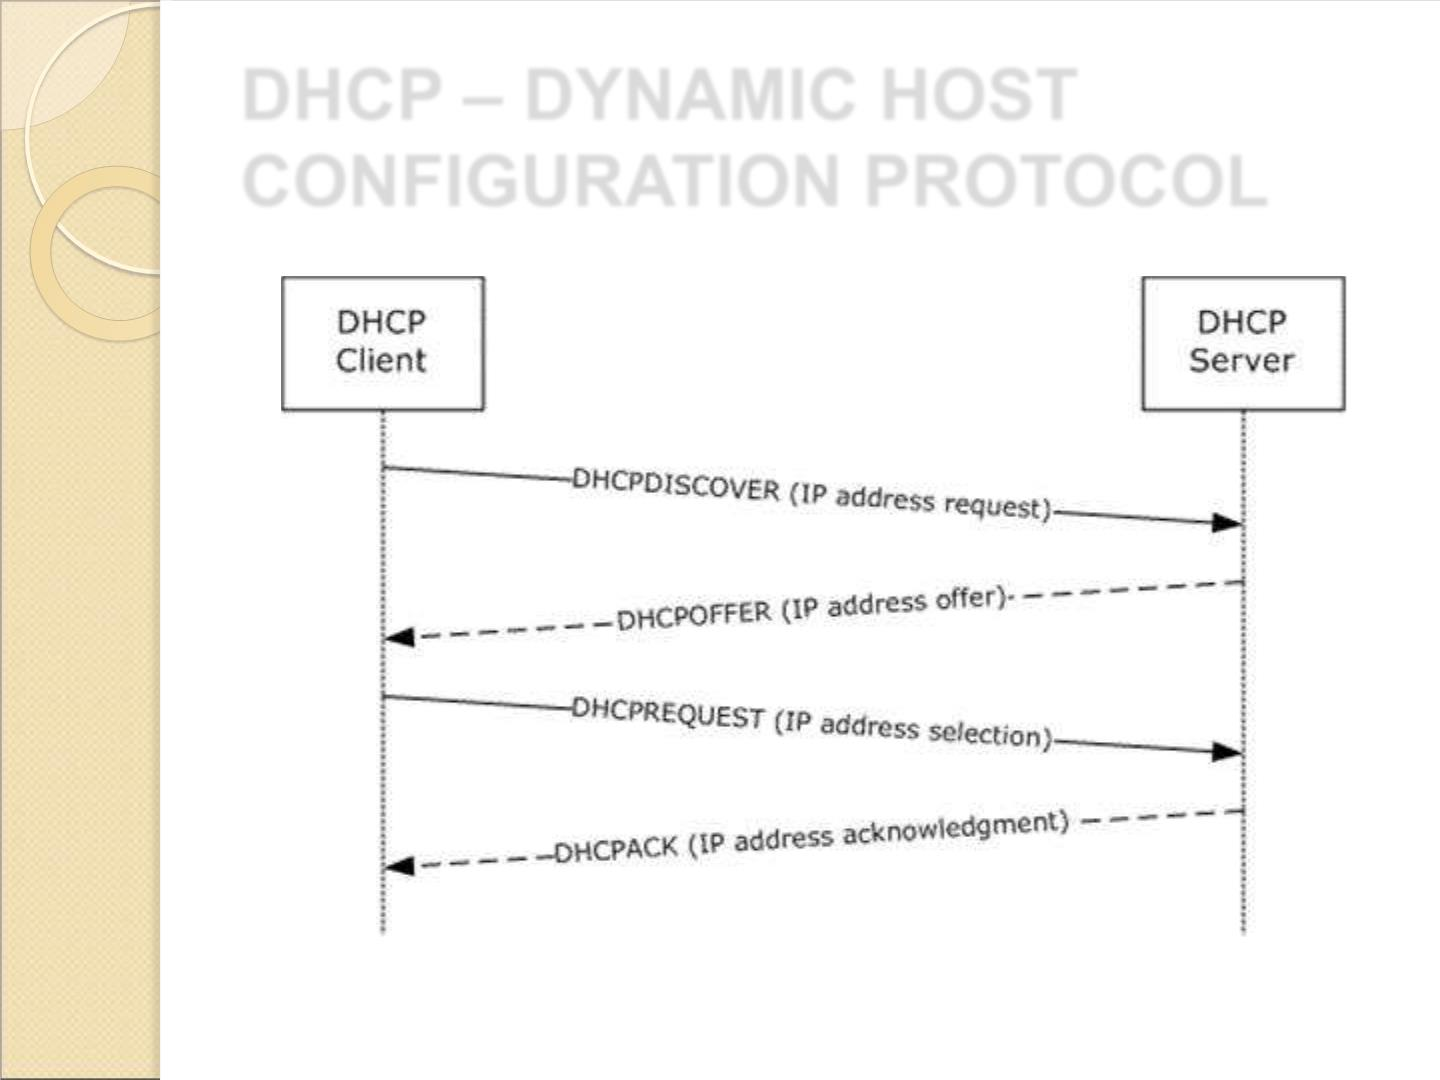 DHCP – DYNAMIC HOST
CONFIGURATION PROTOCOL
DHCP
Client
DHCP
Server
DHCPDISCOVER (IP address request)
DHCPOFFER (IP address offer)
DHCPREQUEST (IP address selection)
DHCPACK (IP address acknowledgment)